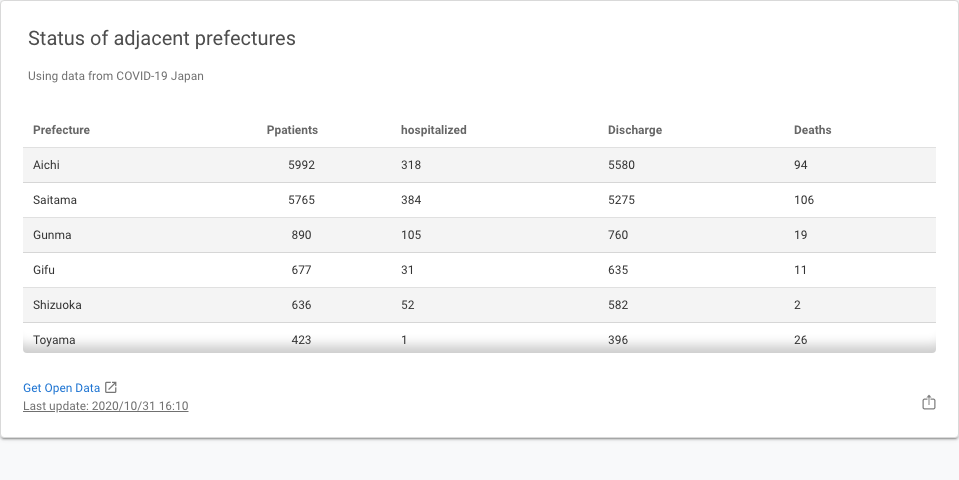 Status of adjacent prefectures
Using data from COVID-19 Japan
Prefecture Ppatients hospitalized Discharge Deaths
Aichi 5992 318 5580 94
Saitama 5765 384 5275 106
Gunma 890 105 760 19
Gifu 677 31 635 11
Shizuoka 636 52 582 2
Toyama 423 1 396 26
Get Open Data
Last update: 2020/10/31 16:10